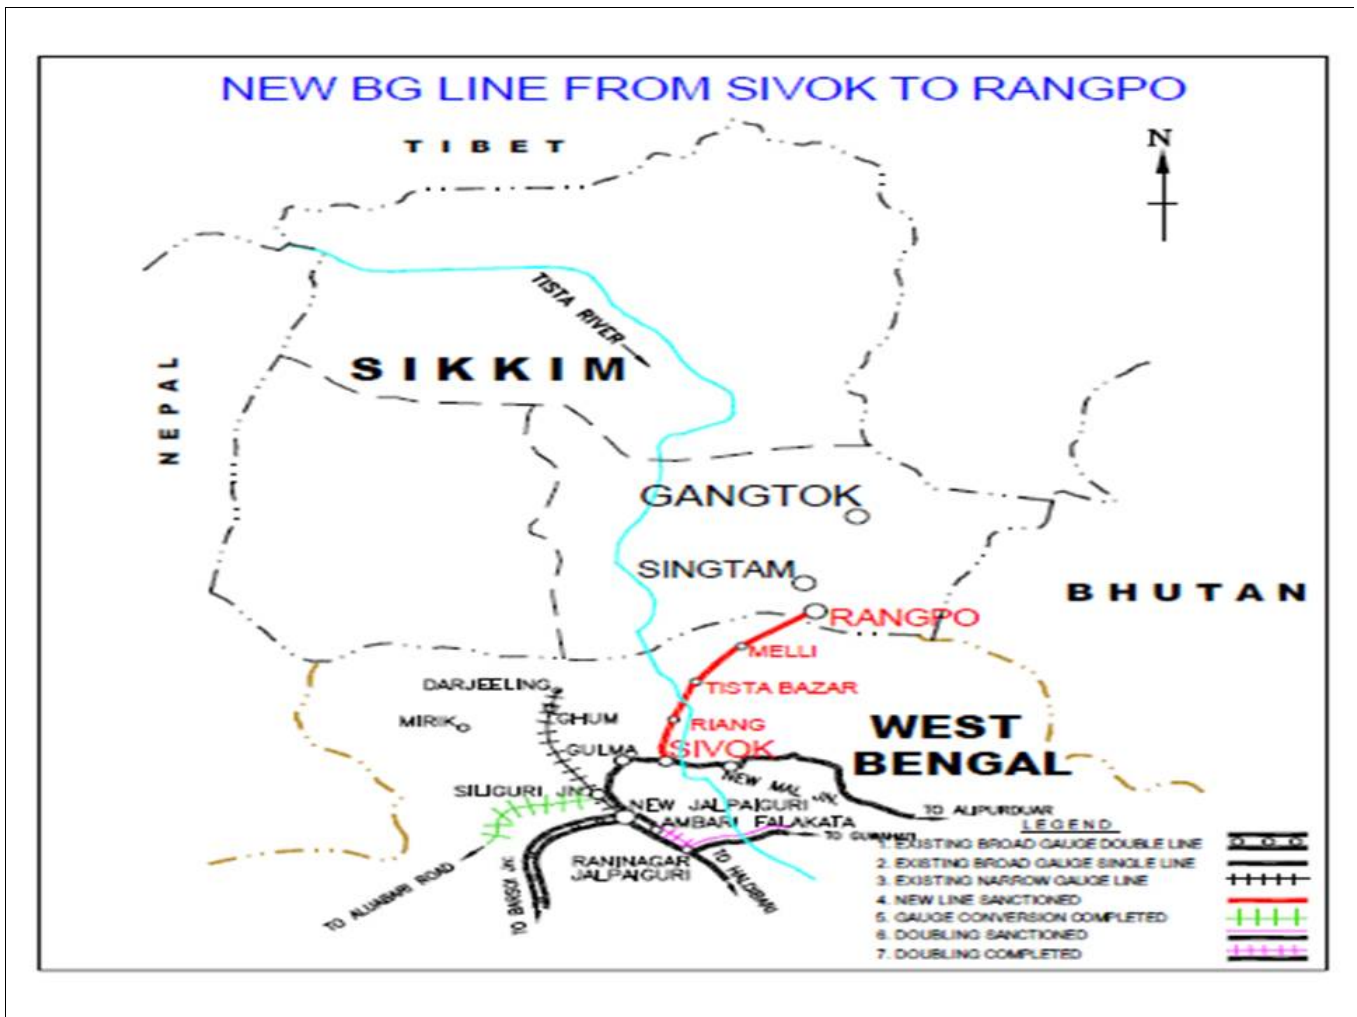 NEW BG LINE FROM SIVOK TO RANGPO
TIBET
N
TISTA RIVER
SIKKIM
NEPAL
GANGTOK
SINGTAM
BHUTAN
RANGPO
MELLI
DARJEELING
TISTA BAZAR
MIRIK
GHUM
RIANG
WEST
BENGAL
GULMA
SIVOK
NEW MAL JN.
SILIGURI JN
NEW JALPAIGURI
TO ALIPURDUAR
AMBARI FALAKATA
TO GUWAHATI
RANINAGAR
JALPAIGURI
TO HALDIBARI
TO ALUABARI ROAD
TO BARSOI JN.
LEGEND
1. EXISTING BROAD GAUGE DOUBLE LINE
2. EXISTING BROAD GAUGE SINGLE LINE
3. EXISTING NARROW GAUGE LINE
4. NEW LINE SANCTIONED
5. GAUGE CONVERSION COMPLETED
6. DOUBLING SANCTIONED
7. DOUBLING COMPLETED